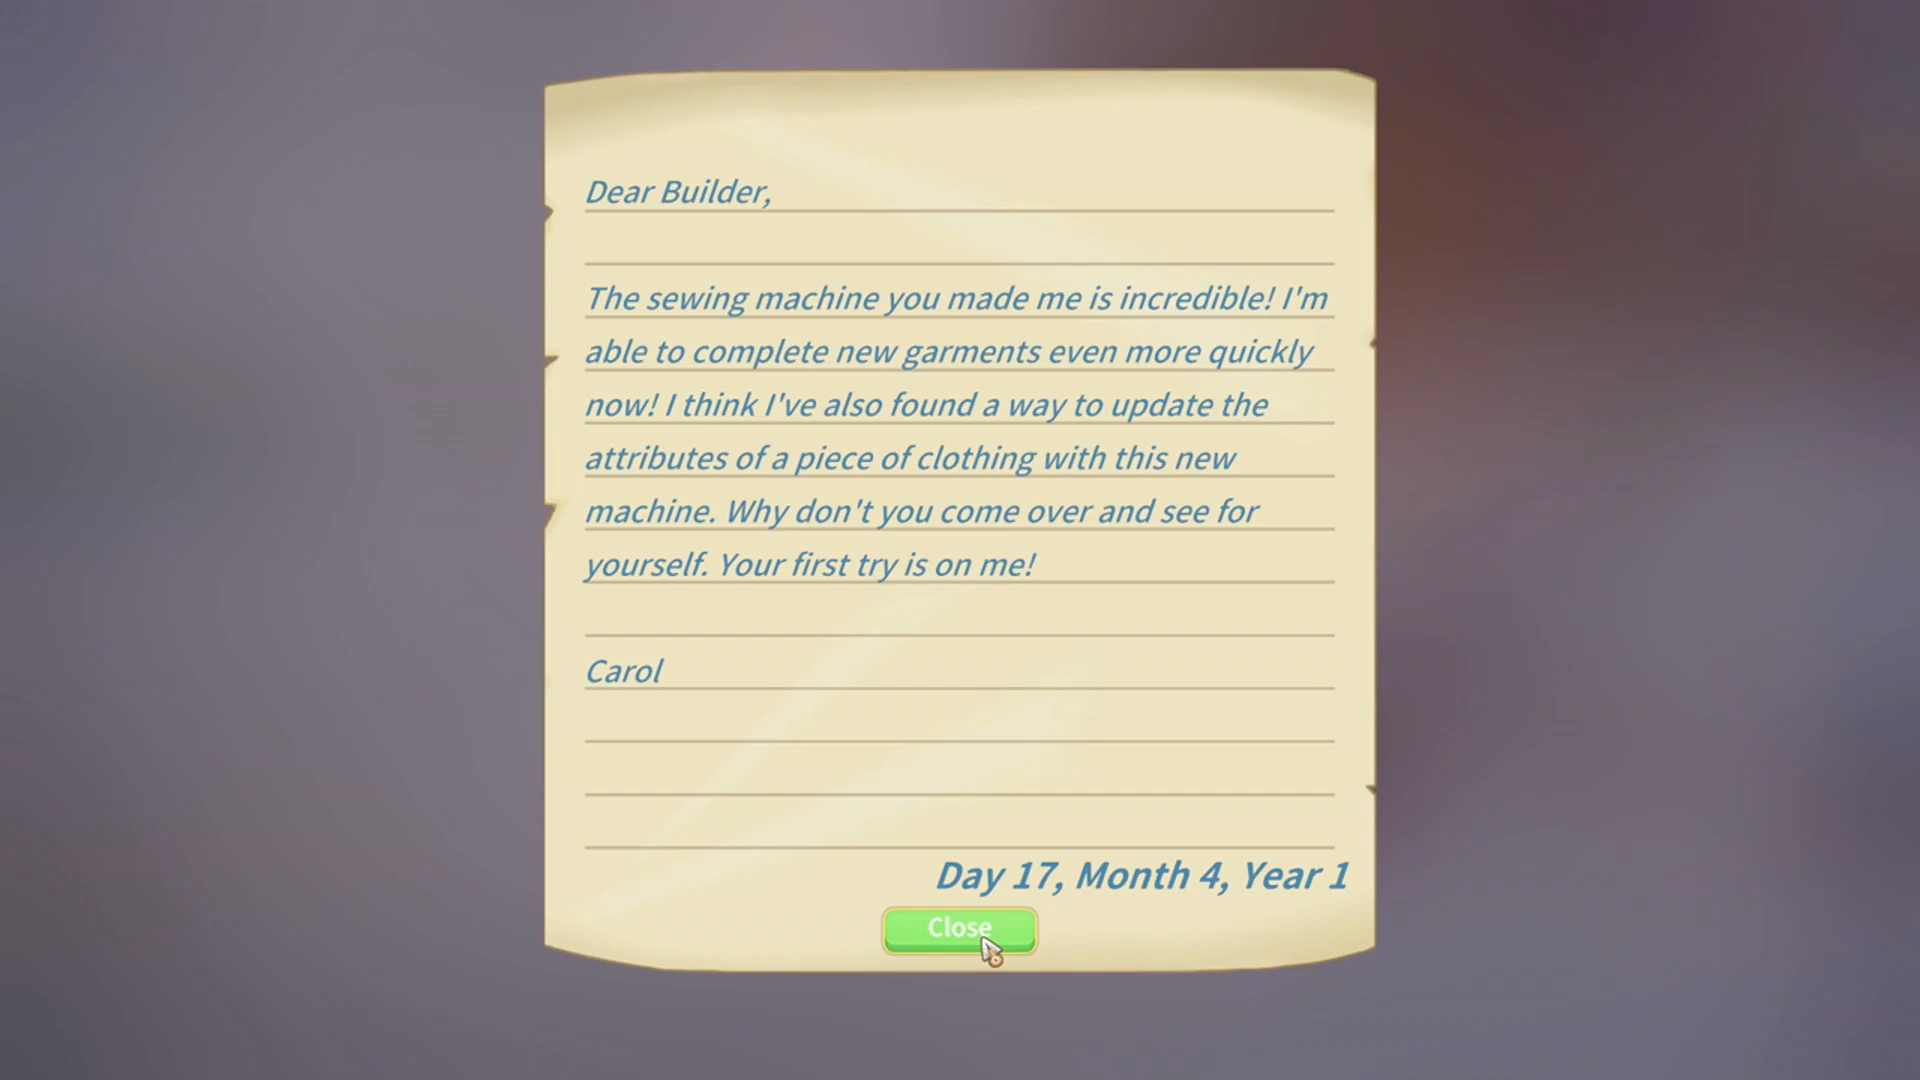 Dear Builder,
The sewing machine you made me is incredible! I'm
able to complete new garments even more quickly
now! I think I've also found a way to update the
attributes of a piece of clothing with this new
machine. Why don't you come over and see for
yourself. Your first try is on me!
Carol
Day 17, Month 4, Year 1
Close